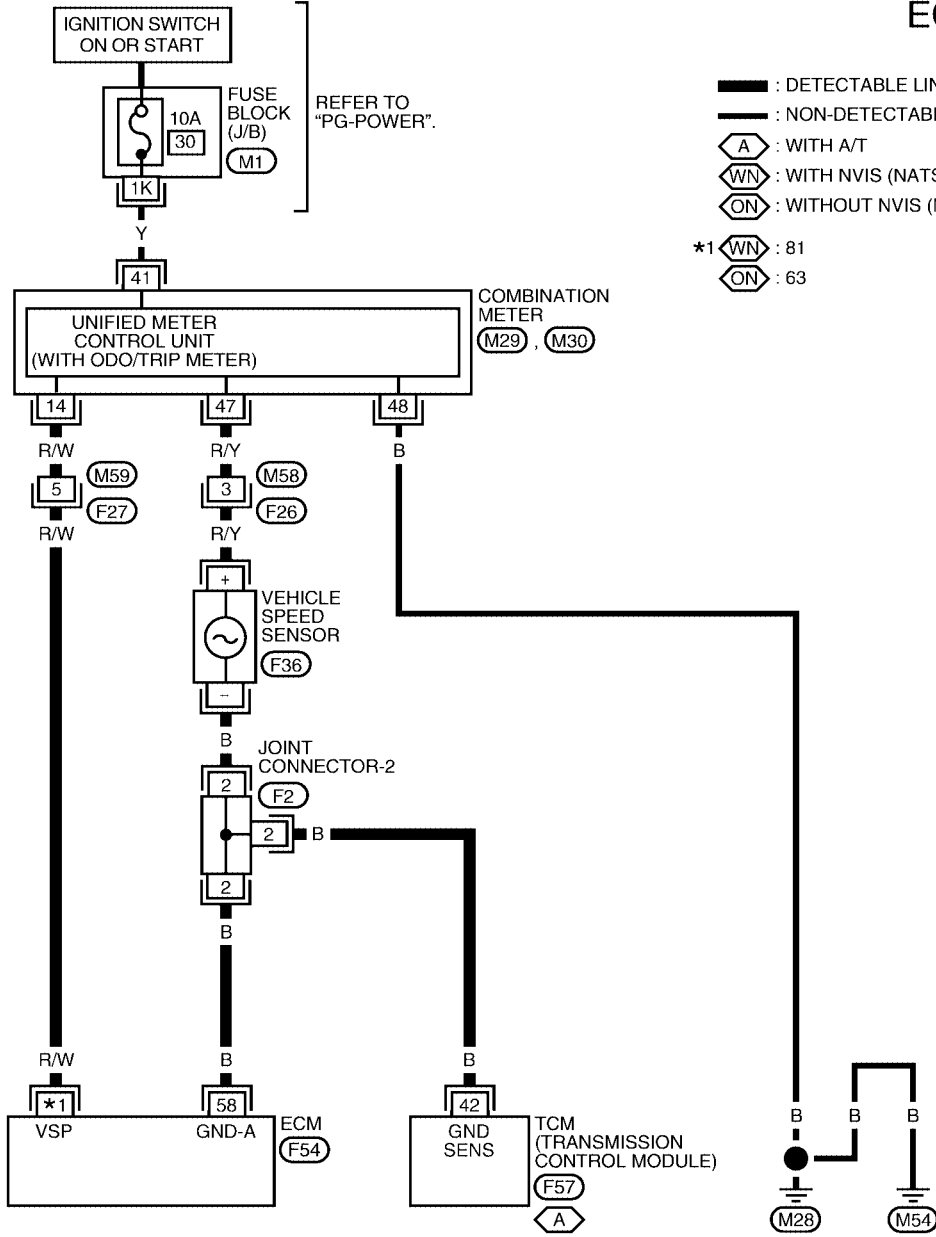 EC
IGNITION SWITCH
ON OR START
FUSE
BLOCK
(J/B)
10A
30
M1
REFER TO
"PG-POWER".
1K
Y
41
: DETECTABLE LIN
: NON-DETECTABL
A : WITH A/T
WN : WITH NVIS (NATS
ON : WITHOUT NVIS (N
*1 WN : 81
ON : 63
UNIFIED METER
CONTROL UNIT
(WITH ODO/TRIP METER)
COMBINATION
METER
M29 , M30
14 47 48
R/W R/Y B
5 M59 3 M58
F27 F26
R/W R/Y
+
VEHICLE
SPEED
SENSOR
F36
–
B
JOINT
CONNECTOR-2
F2
2
2 B
2
B
R/W B B
*1 58 42
VSP GND-A
ECM
F54
GND
SENS
TCM
(TRANSMISSION
CONTROL MODULE)
F57
A
B B B
M28 M54